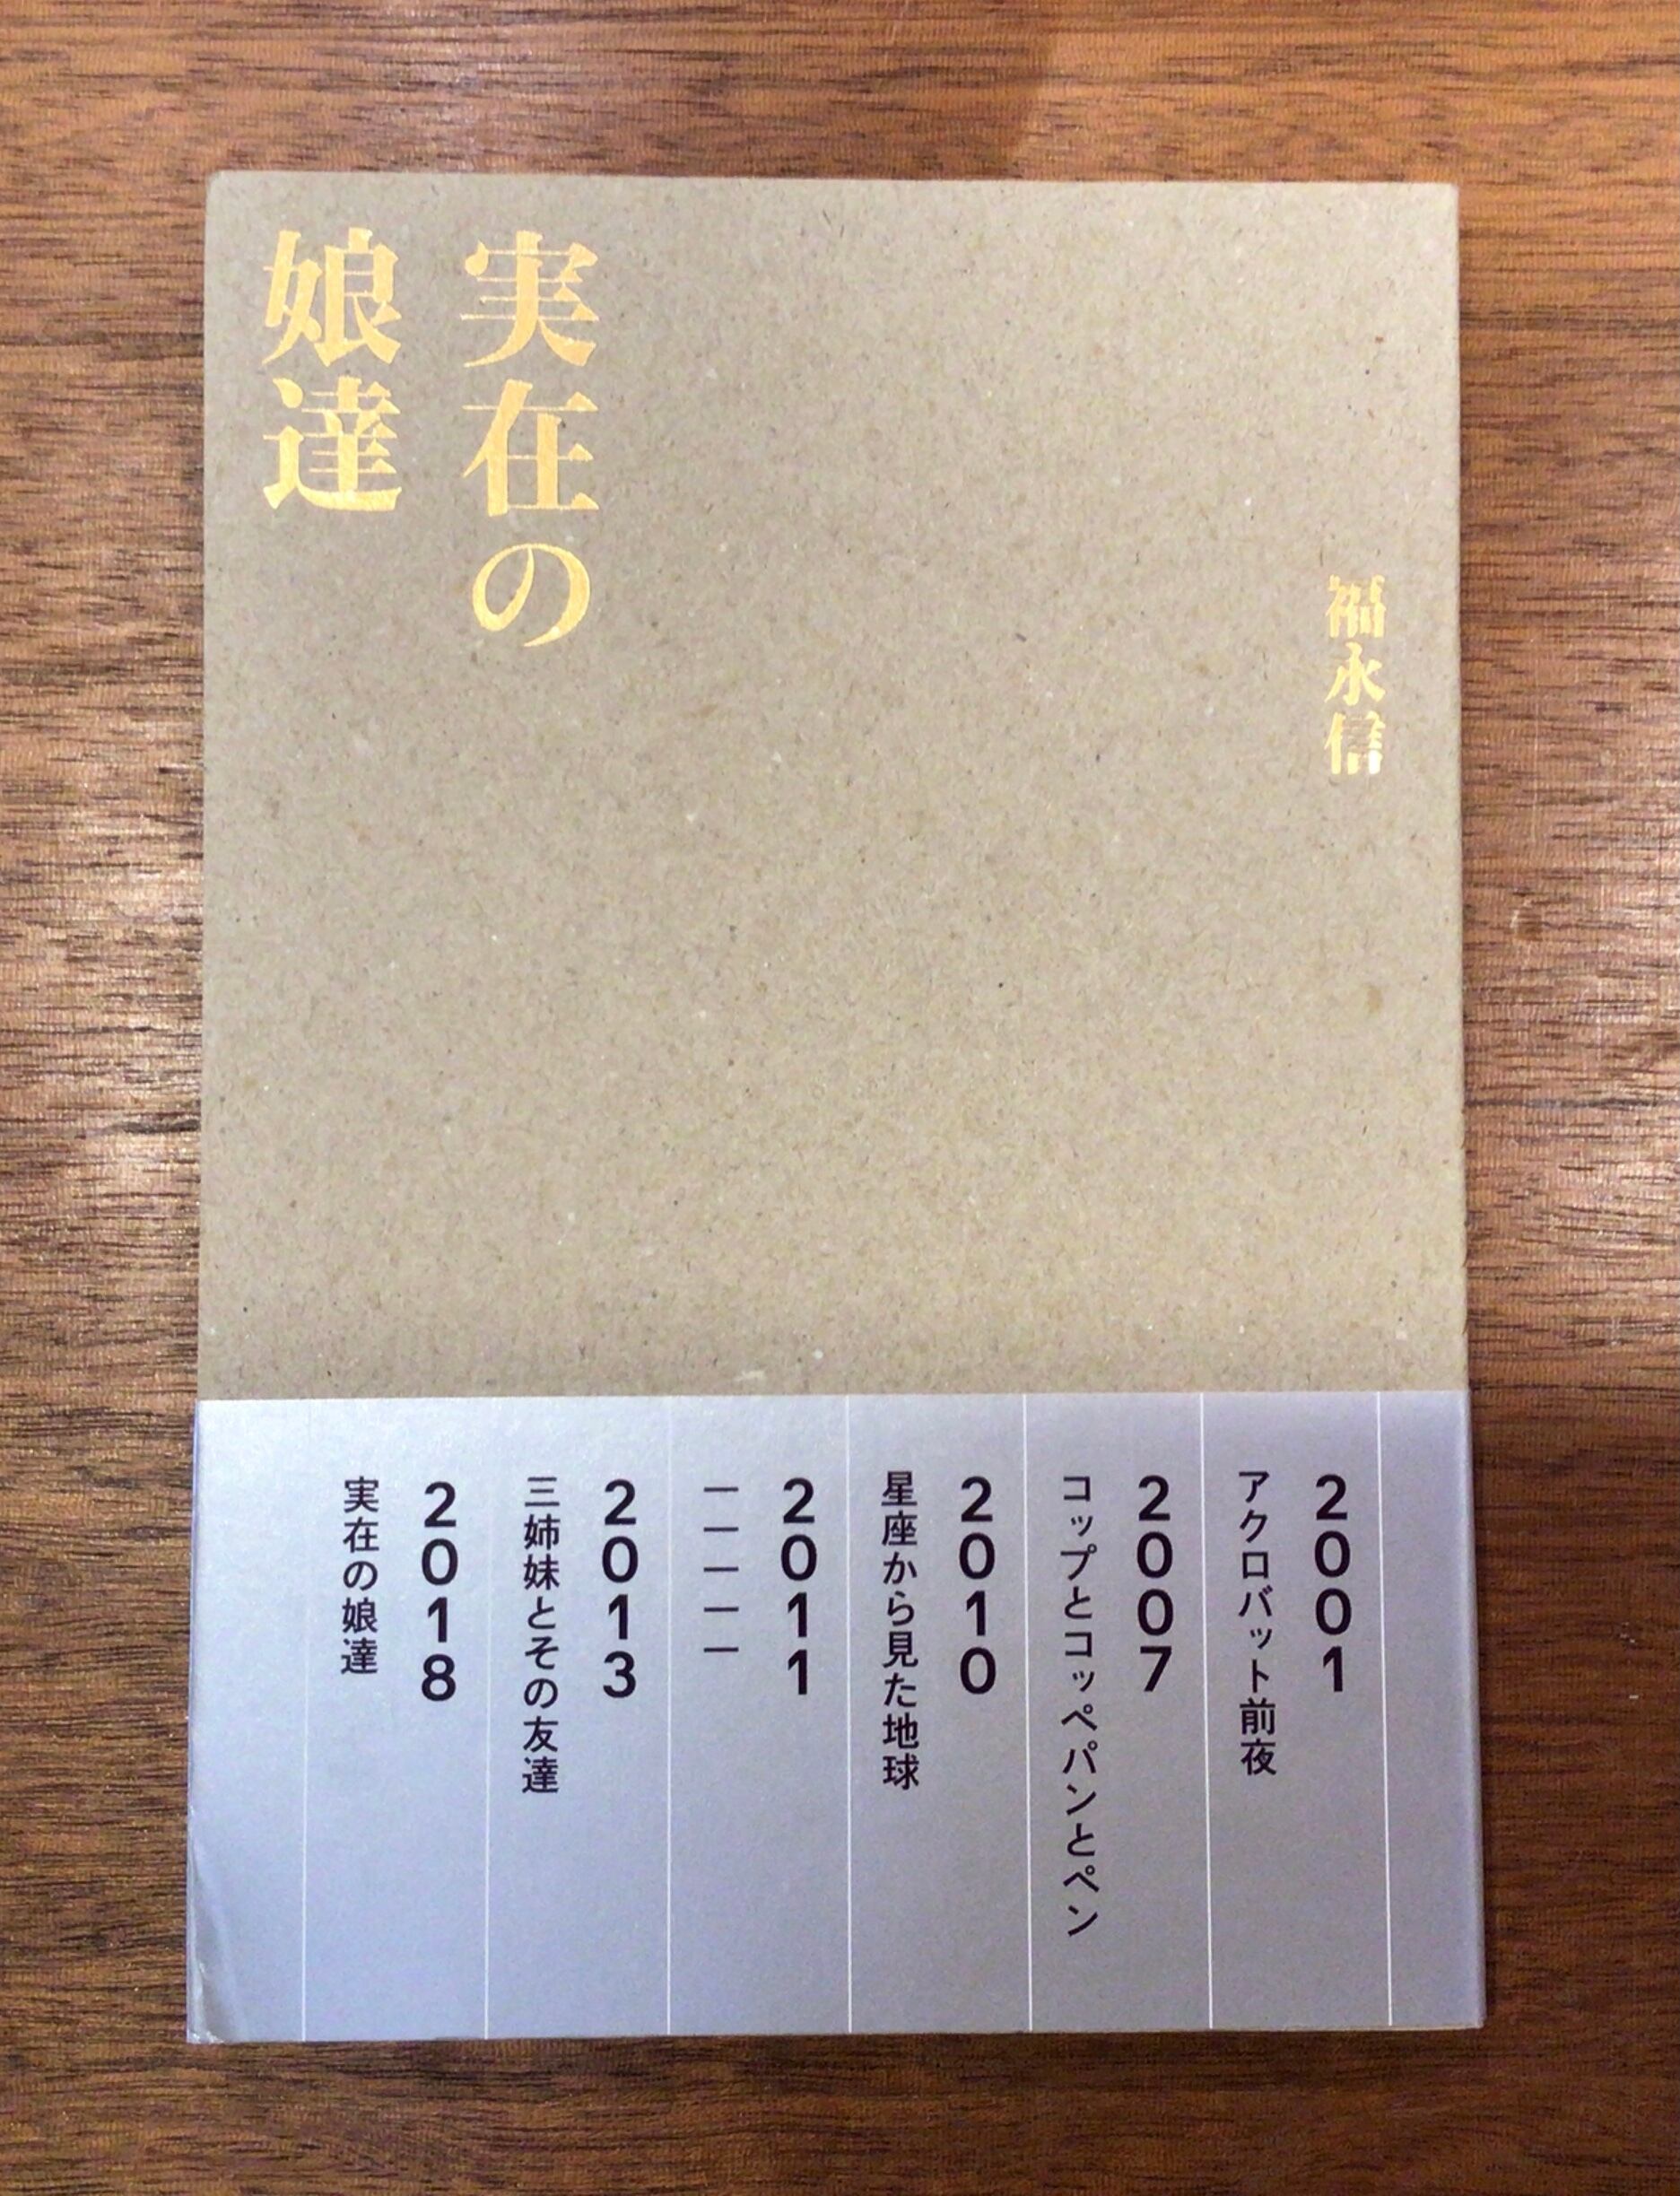 福永信
実在の
娘達
2001
アクロバット前夜
2007
コップとコッペパンとペン
2010
星座から見た地球
2011
一一一一一
2013
三姉妹とその友達
2018
実在の娘達